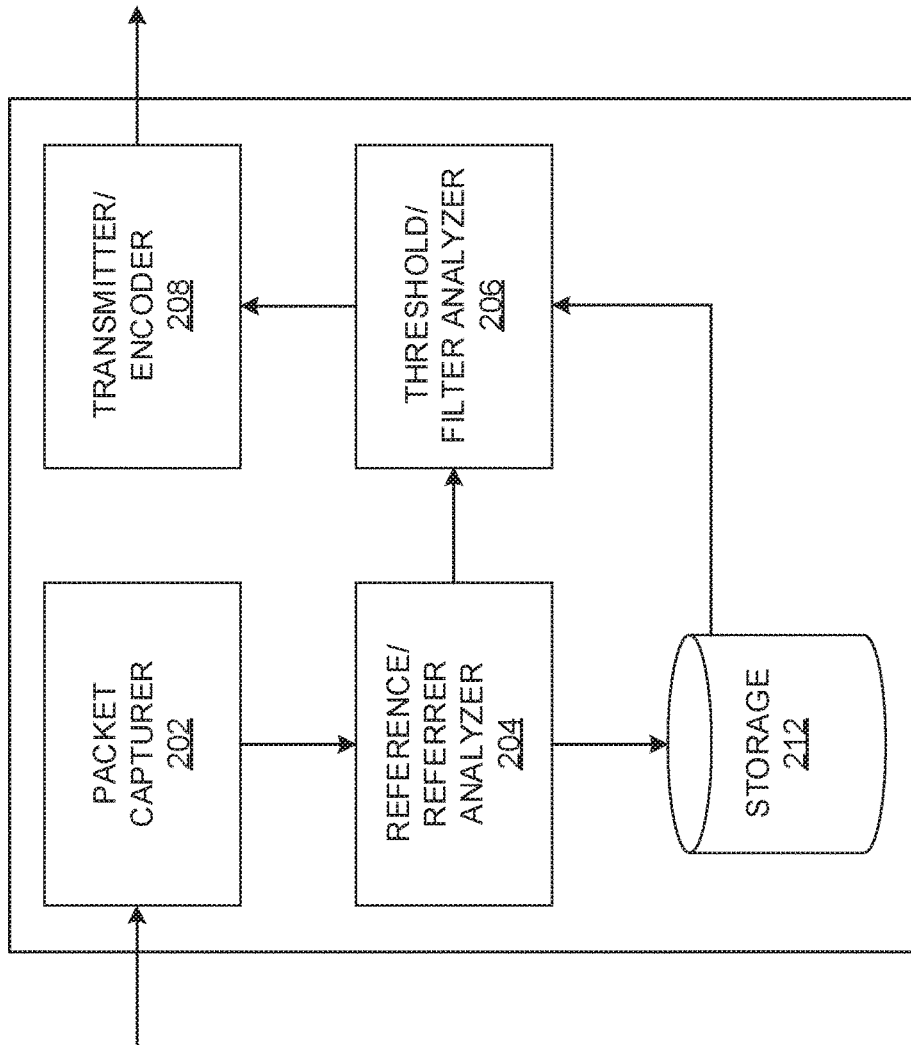 PACKET
CAPTURER
202
TRANSMITTER/
ENCODER
208
REFERENCE/
REFERRER
ANALYZER
204
THRESHOLD/
FILTER ANALYZER
206
STORAGE
212